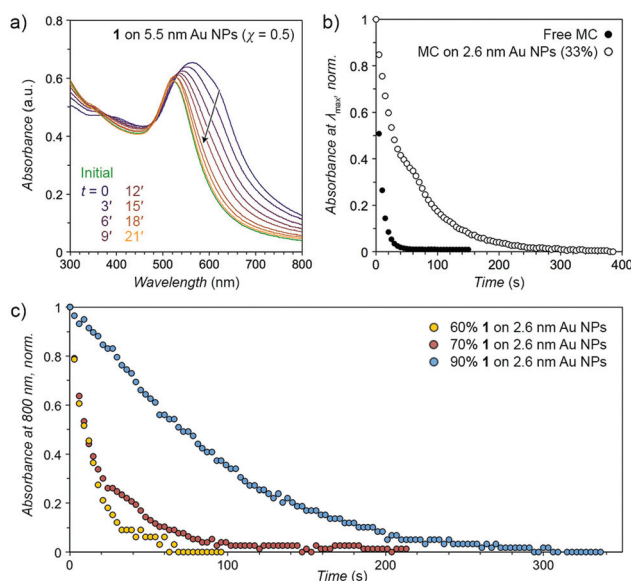 a)
1 on 5.5 nm Au NPs (χ = 0.5)
Absorbance (a.u.)
0.8
0.6
0.4
0.2
0
Initial
t = 0 12′
3′ 15′
6′ 18′
9′ 21′
300 400 500 600 700 800
Wavelength (nm)
b)
Free MC
MC on 2.6 nm Au NPs (33%)
Absorbance at λmax, norm.
1
0.8
0.6
0.4
0.2
0
0 100 200 300 400
Time (s)
c)
60% 1 on 2.6 nm Au NPs
70% 1 on 2.6 nm Au NPs
90% 1 on 2.6 nm Au NPs
Absorbance at 800 nm, norm.
1
0.8
0.6
0.4
0.2
0
0 100 200 300
Time (s)